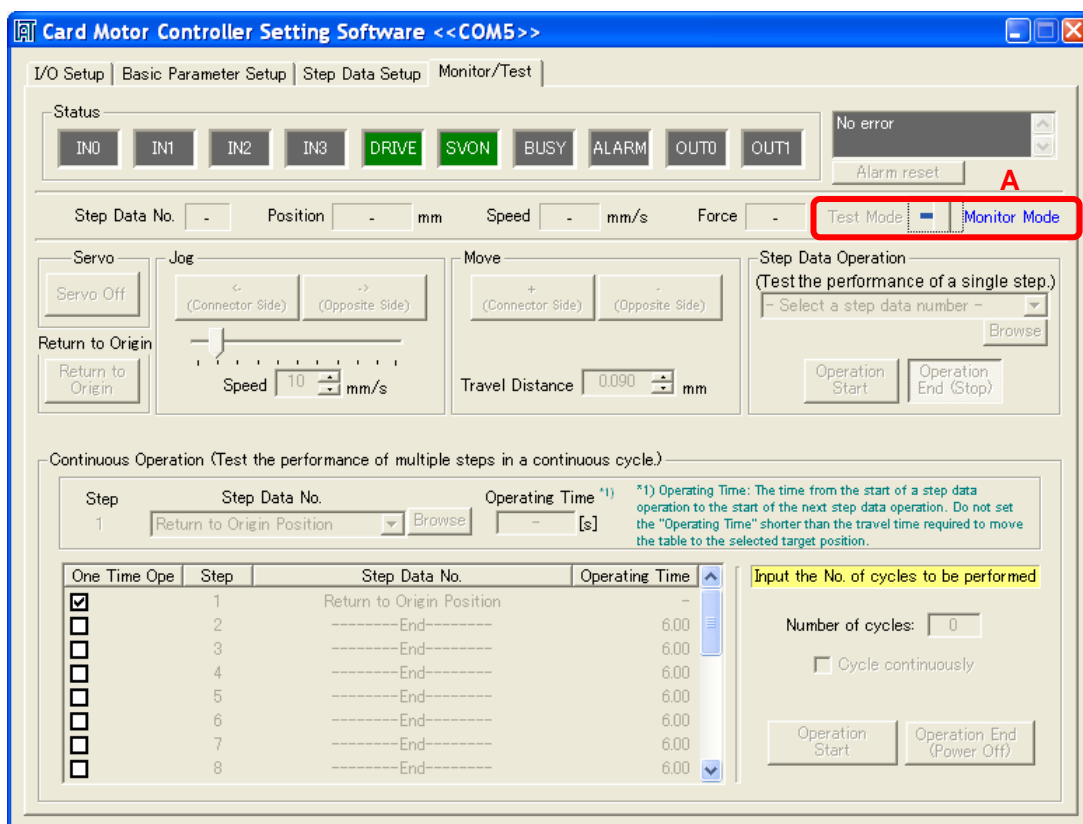 Card Motor Controller Setting Software <<COM5>>
I/O Setup Basic Parameter Setup Step Data Setup Monitor/Test
Status
IN0 IN1 IN2 IN3 DRIVE SVON BUSY ALARM OUT0 OUT1
No error
Alarm reset
A
Step Data No. - Position - mm Speed - mm/s Force - Test Mode Monitor Mode
Servo
Servo Off
Return to Origin
Return to
Origin
Jog
<-
(Connector Side)
->
(Opposite Side)
Speed 10 mm/s
Move
+
(Connector Side)
-
(Opposite Side)
Travel Distance 0.090 mm
Step Data Operation
(Test the performance of a single step.)
- Select a step data number -
Browse
Operation
Start
Operation
End (Stop)
Continuous Operation (Test the performance of multiple steps in a continuous cycle.)
Step Step Data No. Operating Time *1)
1 Return to Origin Position Browse - [s]
*1) Operating Time: The time from the start of a step data
operation to the start of the next step data operation. Do not set
the "Operating Time" shorter than the travel time required to move
the table to the selected target position.
One Time Ope Step Step Data No. Operating Time
1 Return to Origin Position -
2 --------End-------- 6.00
3 --------End-------- 6.00
4 --------End-------- 6.00
5 --------End-------- 6.00
6 --------End-------- 6.00
7 --------End-------- 6.00
8 --------End-------- 6.00
Input the No. of cycles to be performed
Number of cycles: 0
Cycle continuously
Operation
Start
Operation End
(Power Off)